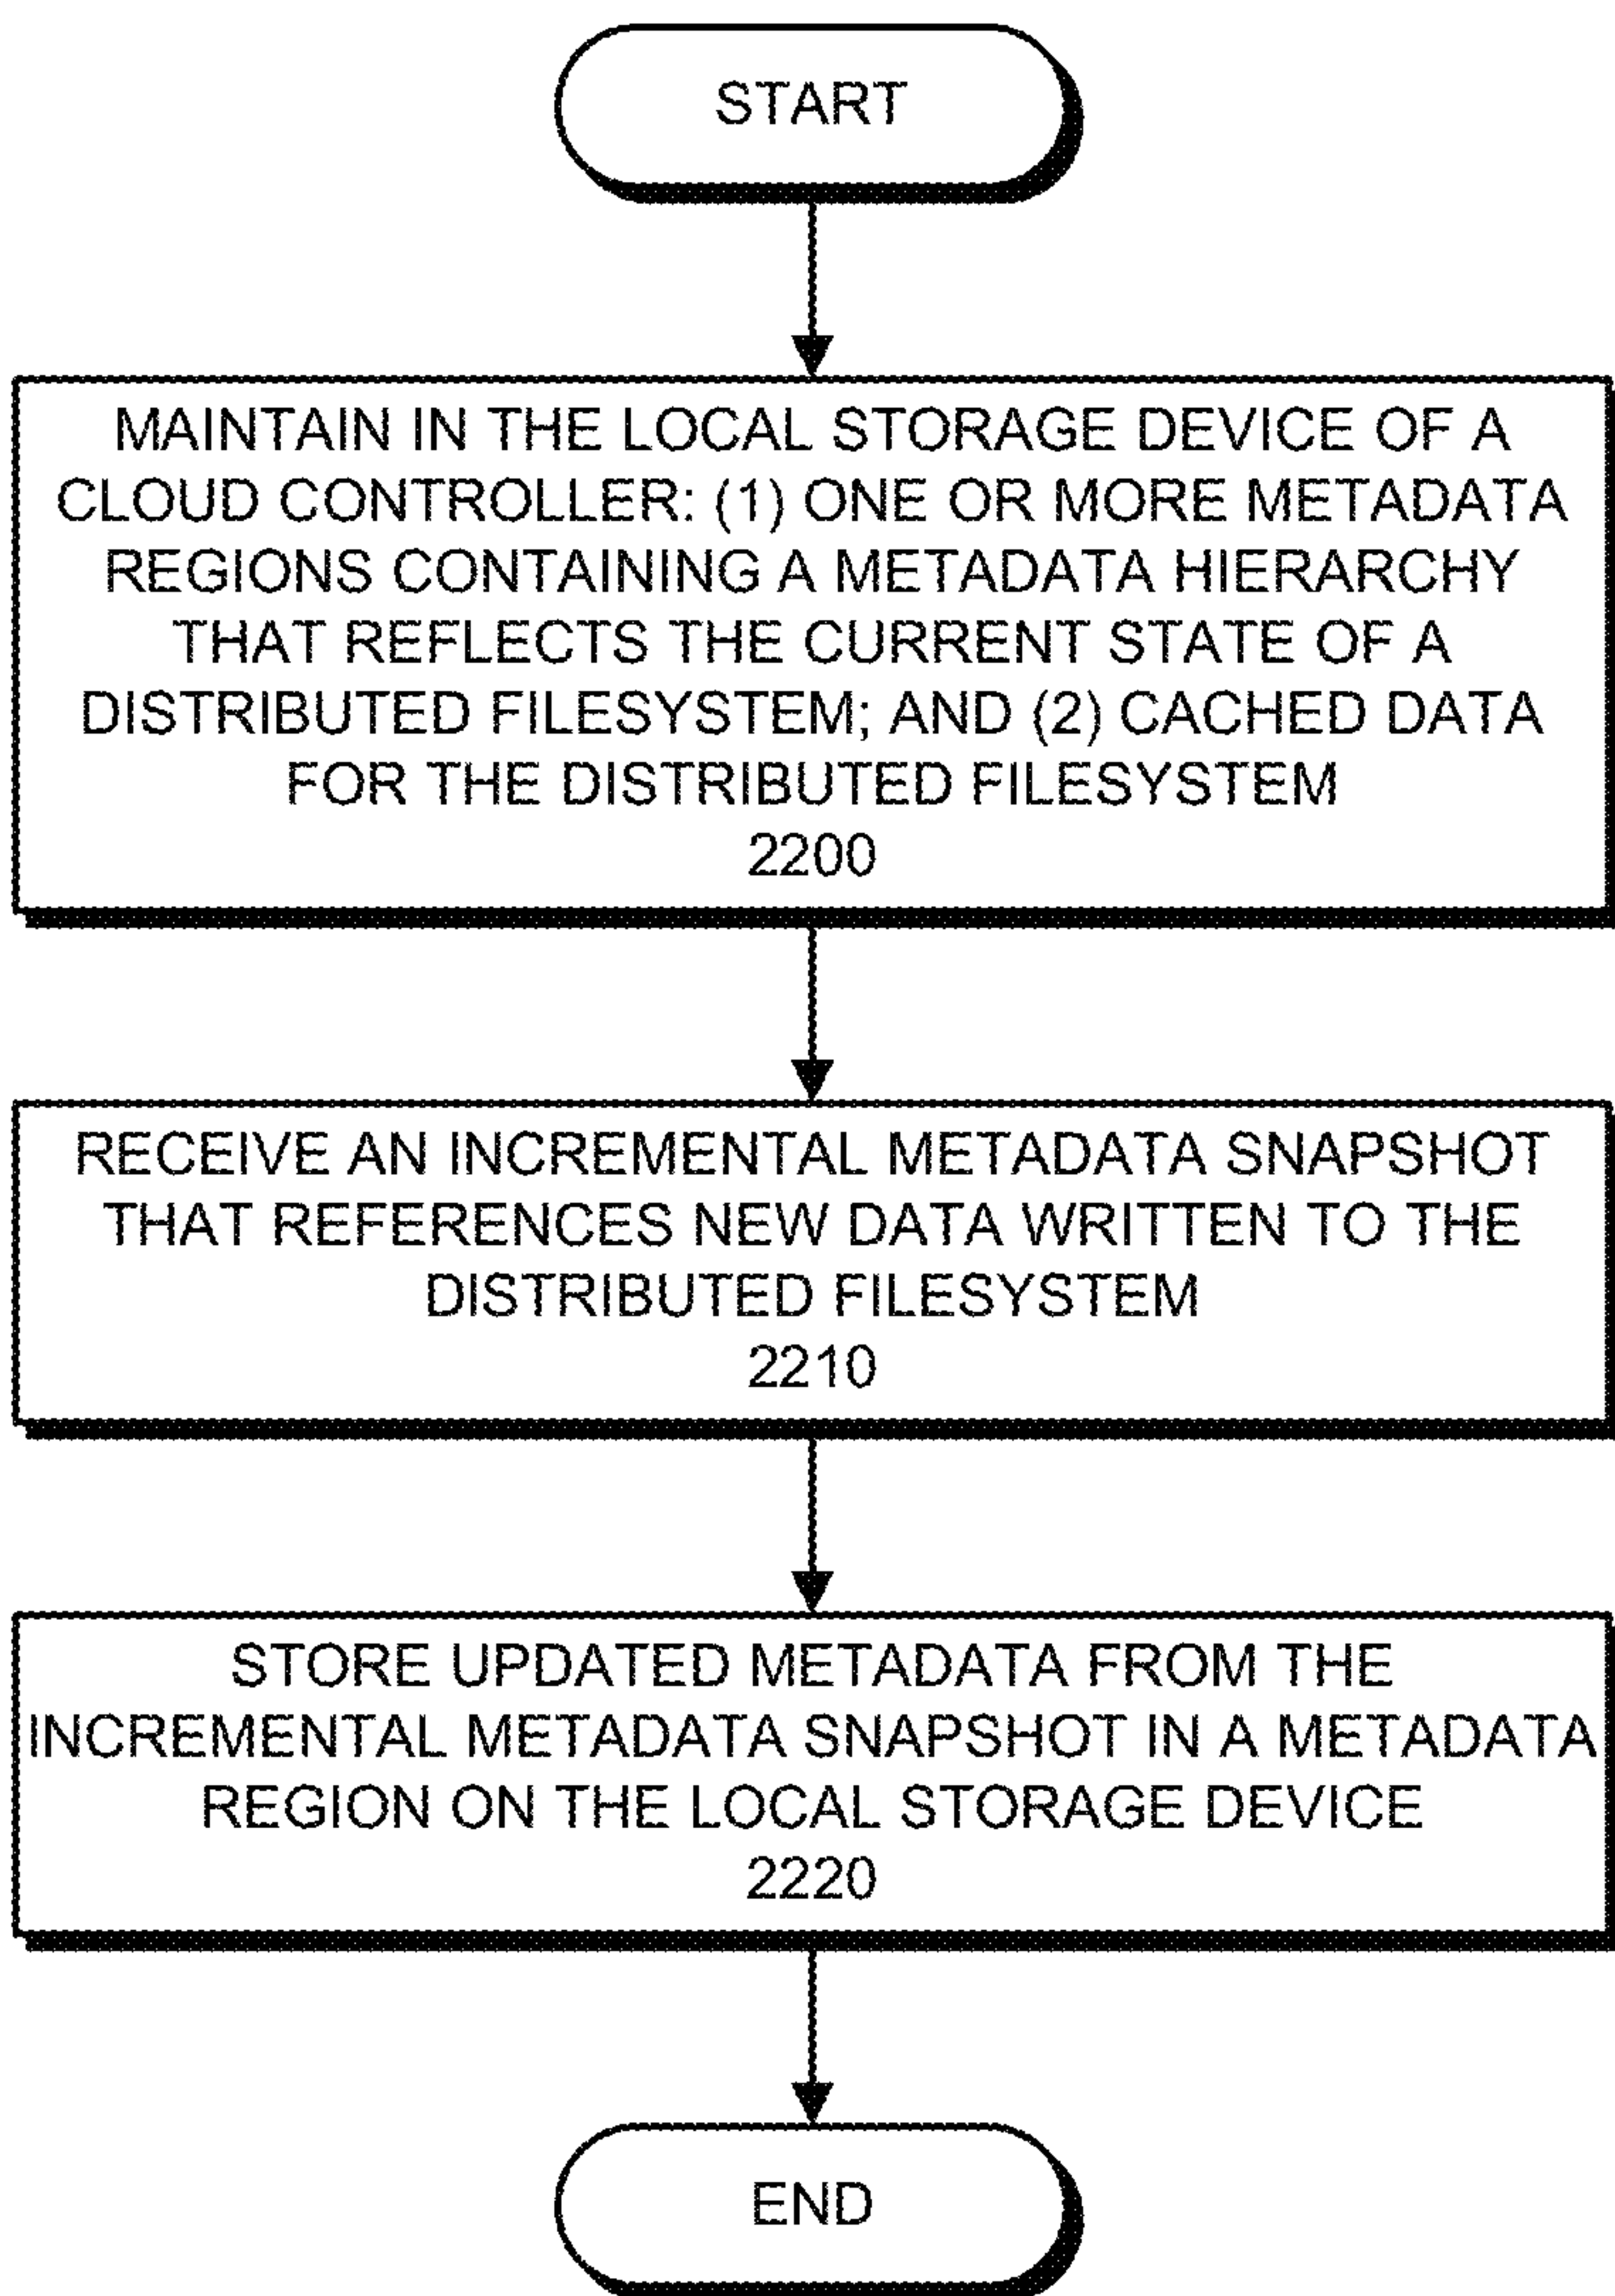 START
MAINTAIN IN THE LOCAL STORAGE DEVICE OF A
CLOUD CONTROLLER: (1) ONE OR MORE METADATA
REGIONS CONTAINING A METADATA HIERARCHY
THAT REFLECTS THE CURRENT STATE OF A
DISTRIBUTED FILESYSTEM; AND (2) CACHED DATA
FOR THE DISTRIBUTED FILESYSTEM
2200
RECEIVE AN INCREMENTAL METADATA SNAPSHOT
THAT REFERENCES NEW DATA WRITTEN TO THE
DISTRIBUTED FILESYSTEM
2210
STORE UPDATED METADATA FROM THE
INCREMENTAL METADATA SNAPSHOT IN A METADATA
REGION ON THE LOCAL STORAGE DEVICE
2220
END